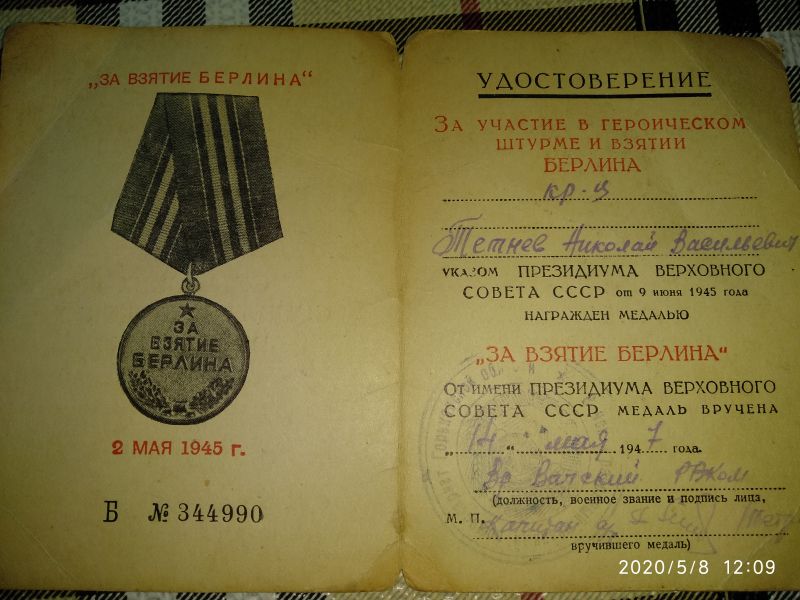 „ЗА ВЗЯТИЕ БЕРЛИНА“
ЗА
ВЗЯТИЕ
БЕРЛИНА
2 МАЯ 1945 г.
Б № 344990
УДОСТОВЕРЕНИЕ
ЗА УЧАСТИЕ В ГЕРОИЧЕСКОМ
ШТУРМЕ И ВЗЯТИИ
БЕРЛИНА
кр-ц
Тетнев Николай Васильевич
УКАЗОМ ПРЕЗИДИУМА ВЕРХОВНОГО
СОВЕТА СССР от 9 июня 1945 года
НАГРАЖДЕН МЕДАЛЬЮ
„ЗА ВЗЯТИЕ БЕРЛИНА“
ОТ ИМЕНИ ПРЕЗИДИУМА ВЕРХОВНОГО
СОВЕТА СССР МЕДАЛЬ ВРУЧЕНА
„14“ мая 1947 года.
РВКом
(должность, военное звание и подпись лица,
М. П. Капитан
вручившего медаль)
2020/5/8 12:09